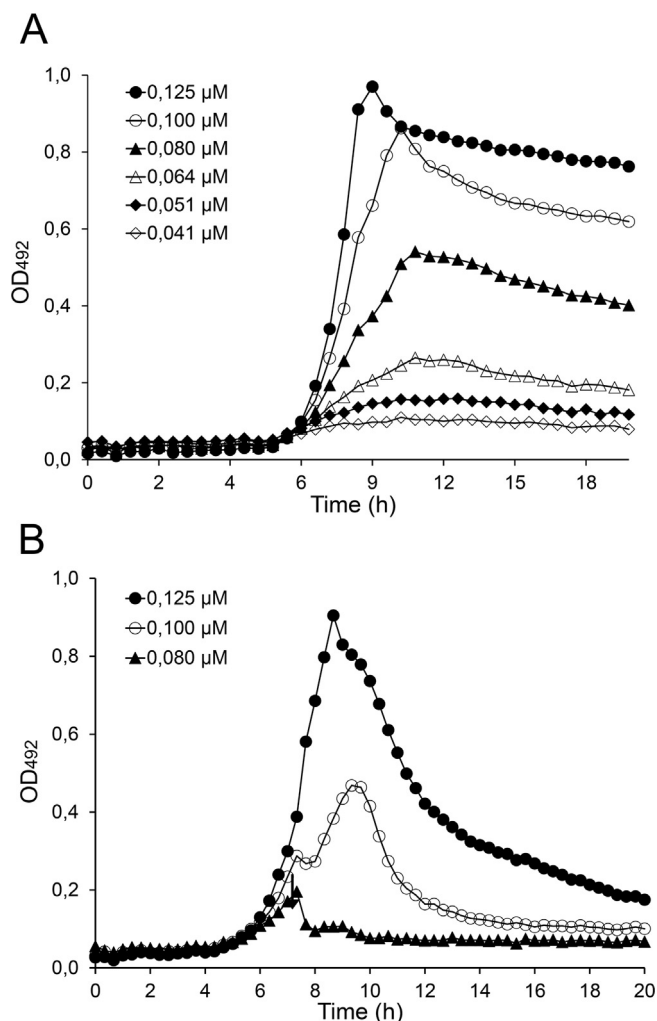 A
1,0
0,8
0,6
0,4
0,2
0,0
OD492
0,125 µM
0,100 µM
0,080 µM
0,064 µM
0,051 µM
0,041 µM
0 2 4 6 9 12 15 18
Time (h)
B
1,0
0,8
0,6
0,4
0,2
0,0
OD492
0,125 µM
0,100 µM
0,080 µM
0 2 4 6 8 10 12 14 16 18 20
Time (h)